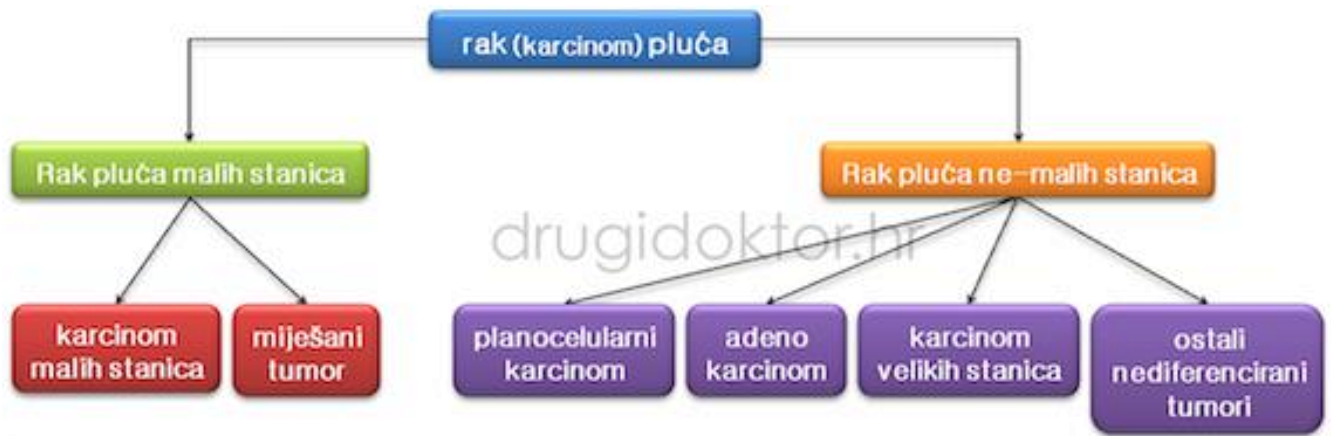 rak (karcinom) pluća
Rak pluća malih stanica
Rak pluća ne-malih stanica
drugidoktor.hr
karcinom
malih stanica
miješani
tumor
planocelularni
karcinom
adeno
karcinom
karcinom
velikih stanica
ostali
nediferencirani
tumori